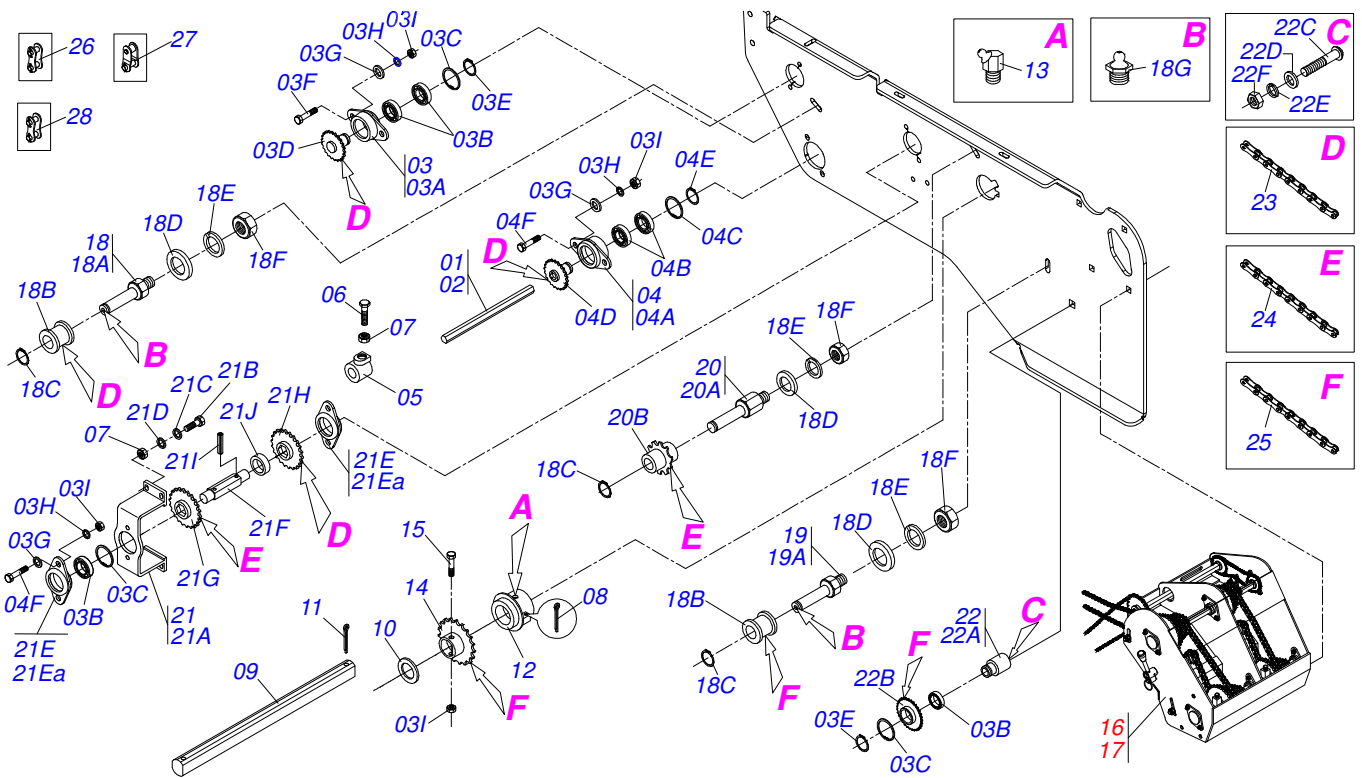 26
27
28
03I
03H
03G
03F
03C
03E
03B
03D
03
03A
D
03I
03H
03G
04E
04F
04C
04B
04
04A
04D
D
01
02
18E
18D
18
18A
18F
18B
18C
B
D
06
07
05
21B
21C
21D
07
21I
21J
21H
21E
21Ea
21F
D
21G
E
03I
03H
03G
04F
03B
03C
21
21A
21E
21Ea
09
11
10
15
14
03I
F
A
08
12
18C
20B
E
20
20A
18E
18F
18D
18F
18E
18D
19
19A
18B
18C
B
F
22
22A
C
F
22B
03B
03E
03C
16
17
A
13
B
18G
22C
C
22D
22F
22E
D
23
E
24
F
25